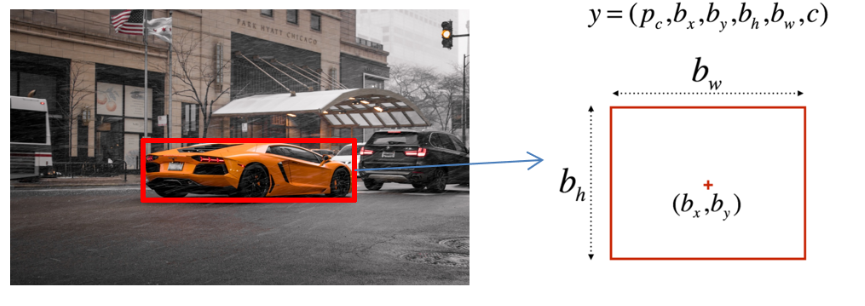 PARK HYATT CHICAGO
y = (p_c, b_x, b_y, b_h, b_w, c)
b_w
b_h
(b_x, b_y)